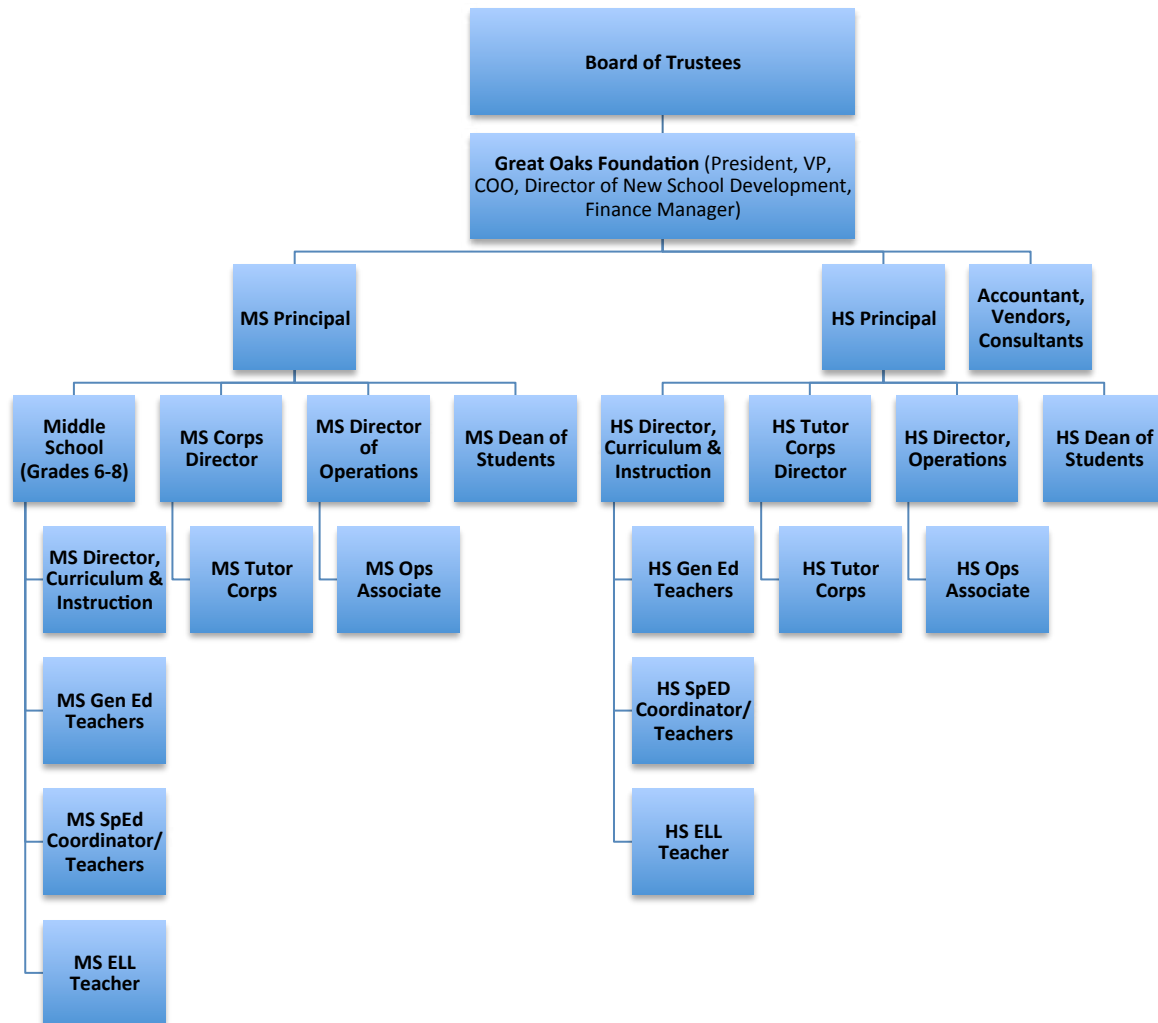 Board of Trustees
Great Oaks Foundation (President, VP,
COO, Director of New School Development,
Finance Manager)
MS Principal
HS Principal
Accountant,
Vendors,
Consultants
Middle
School
(Grades 6-8)
MS Corps
Director
MS Director
of
Operations
MS Dean of
Students
HS Director,
Curriculum &
Instruction
HS Tutor
Corps
Director
HS Director,
Operations
HS Dean of
Students
MS Director,
Curriculum &
Instruction
MS Tutor
Corps
MS Ops
Associate
HS Gen Ed
Teachers
HS Tutor
Corps
HS Ops
Associate
MS Gen Ed
Teachers
HS SpED
Coordinator/
Teachers
MS SpEd
Coordinator/
Teachers
HS ELL
Teacher
MS ELL
Teacher